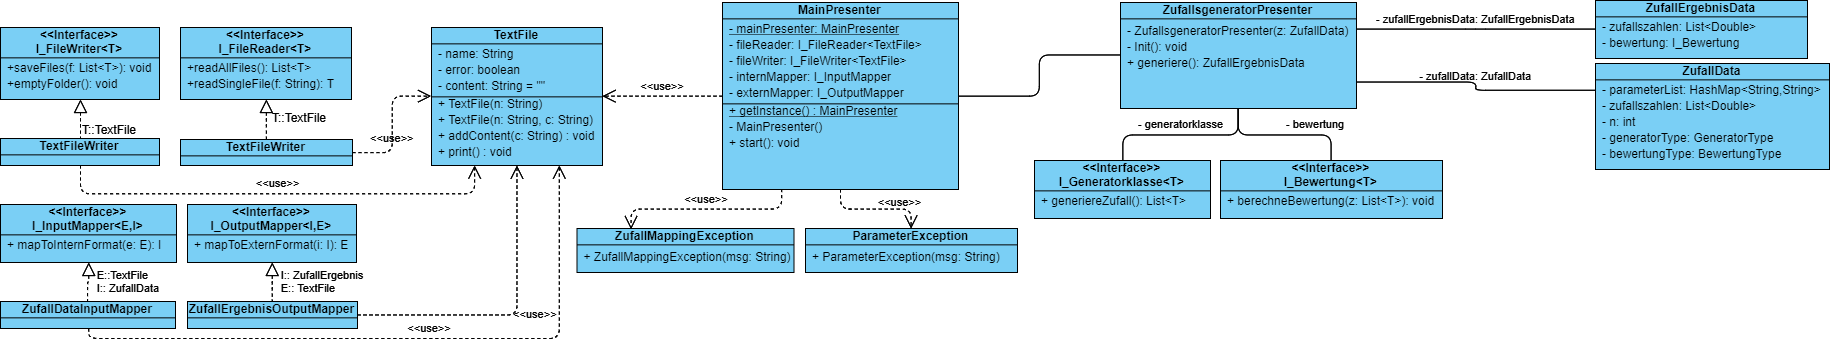 <<Interface>>
I_FileWriter<T>
+saveFiles(f: List<T>): void
+emptyFolder(): void
<<Interface>>
I_FileReader<T>
+readAllFiles(): List<T>
+readSingleFile(f: String): T
T::TextFile
T::TextFile
TextFileWriter
TextFileWriter
<<use>>
<<use>>
TextFile
- name: String
- error: boolean
- content: String = ""
+ TextFile(n: String)
+ TextFile(n: String, c: String)
+ addContent(c: String) : void
+ print() : void
<<use>>
MainPresenter
- mainPresenter: MainPresenter
- fileReader: I_FileReader<TextFile>
- fileWriter: I_FileWriter<TextFile>
- internMapper: I_InputMapper
- externMapper: I_OutputMapper
+ getInstance() : MainPresenter
- MainPresenter()
+ start(): void
ZufallsgeneratorPresenter
- ZufallsgeneratorPresenter(z: ZufallData)
- Init(): void
+ generiere(): ZufallErgebnisData
- zufallErgebnisData: ZufallErgebnisData
- zufallData: ZufallData
ZufallErgebnisData
- zufallszahlen: List<Double>
- bewertung: I_Bewertung
ZufallData
- parameterList: HashMap<String,String>
- zufallszahlen: List<Double>
- n: int
- generatorType: GeneratorType
- bewertungType: BewertungType
- generatorklasse
- bewertung
<<Interface>>
I_Generatorklasse<T>
+ generiereZufall(): List<T>
<<Interface>>
I_Bewertung<T>
+ berechneBewertung(z: List<T>): void
<<use>>
<<use>>
ZufallMappingException
+ ZufallMappingException(msg: String)
ParameterException
+ ParameterException(msg: String)
<<Interface>>
I_InputMapper<E,I>
+ mapToInternFormat(e: E): I
<<Interface>>
I_OutputMapper<I,E>
+ mapToExternFormat(i: I): E
E::TextFile
I:: ZufallData
I:: ZufallErgebnis
E:: TextFile
ZufallDataInputMapper
ZufallErgebnisOutputMapper
<<use>>
<<use>>